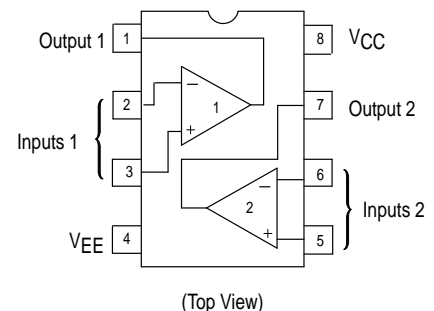 Output 1
1
8
VCC
2
−
1
+
7
Output 2
Inputs 1
3
6
−
2
+
Inputs 2
VEE
4
5
(Top View)